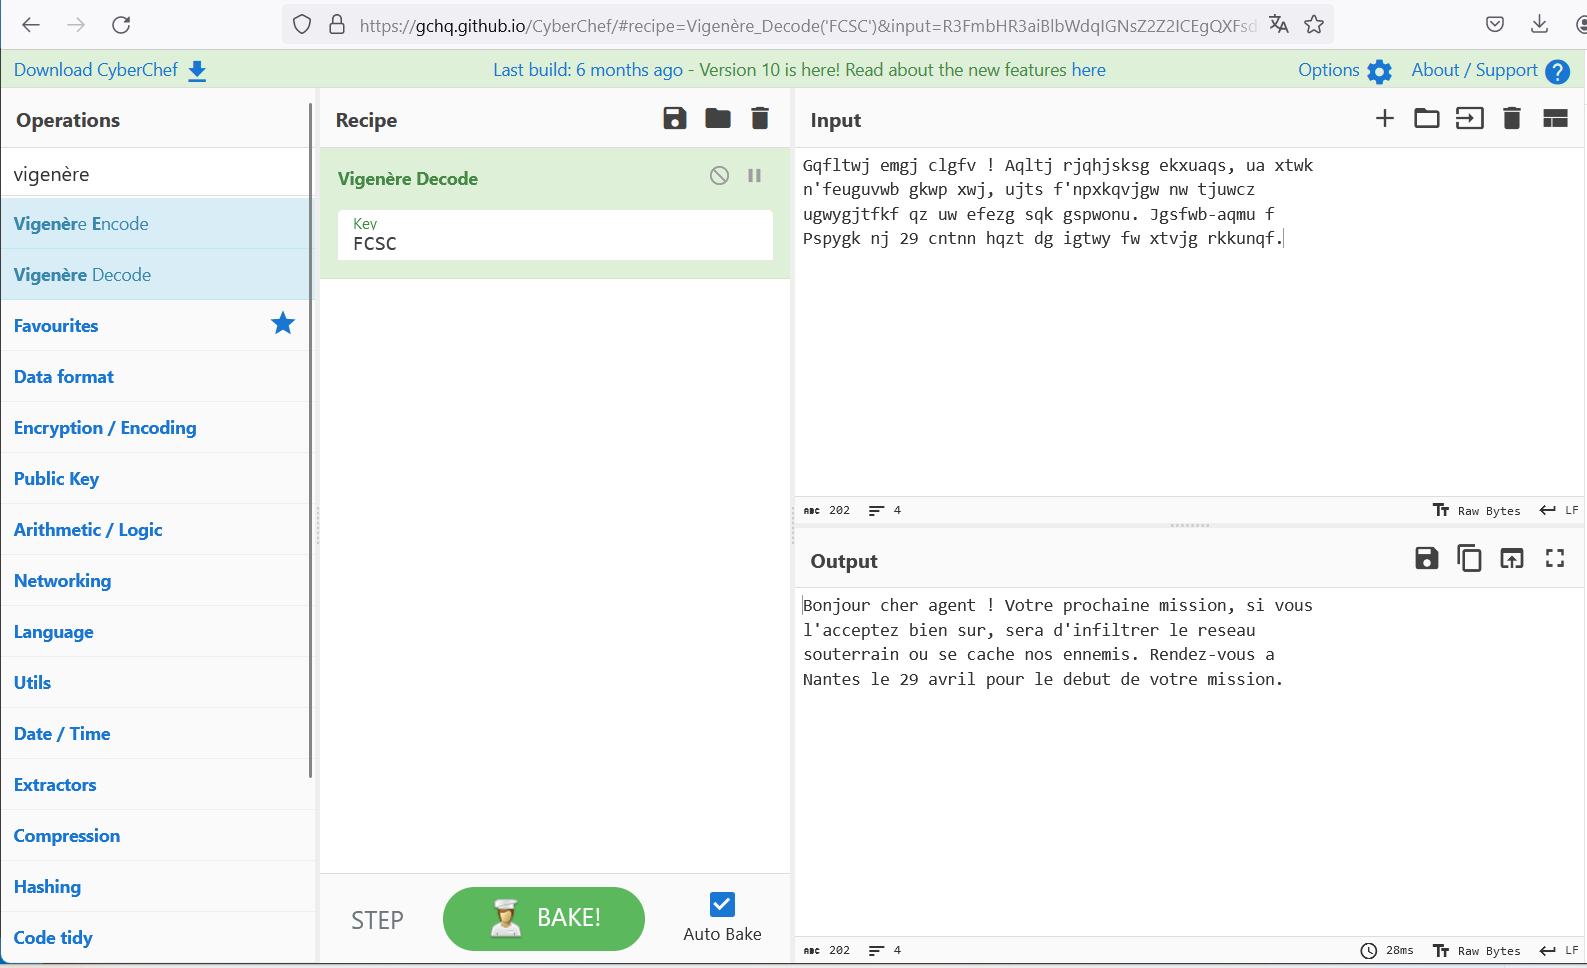 https://gchq.github.io/CyberChef/#recipe=Vigenère_Decode('FCSC')&input=R3FmbHR3aiBlbWdqIGNsZ2Z2ICEgQXFsd
Download CyberChef
Last build: 6 months ago - Version 10 is here! Read about the new features here
Options
About / Support
Operations
vigenère
Vigenère Encode
Vigenère Decode
Favourites
Data format
Encryption / Encoding
Public Key
Arithmetic / Logic
Networking
Language
Utils
Date / Time
Extractors
Compression
Hashing
Code tidy
Recipe
Vigenère Decode
Key
FCSC
STEP
BAKE!
Auto Bake
Input
Gqfltwj emgj clgfv ! Aqltj rjqhjsksg ekxuaqs, ua xtwk
n'feuguvwb gkwp xwj, ujts f'npxkqvjgw nw tjuwcz
ugwygjtfkf qz uw efezg sqk gspwonu. Jgsfwb-aqmu f
Pspygk nj 29 cntnn hqzt dg igtwy fw xtvjg rkkunqf.
ABC 202 4
Raw Bytes LF
Output
Bonjour cher agent ! Votre prochaine mission, si vous
l'acceptez bien sur, sera d'infiltrer le reseau
souterrain ou se cache nos ennemis. Rendez-vous a
Nantes le 29 avril pour le debut de votre mission.
ABC 202 4
28ms Raw Bytes LF